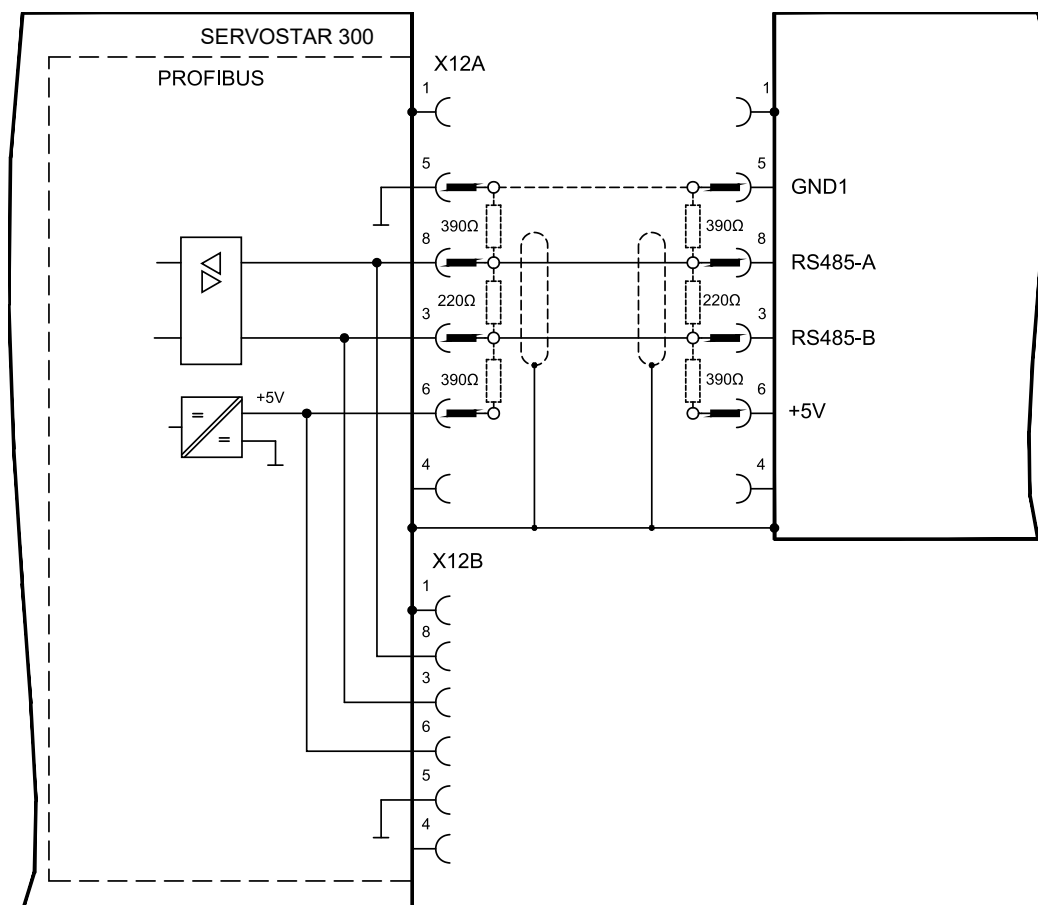 SERVOSTAR 300
PROFIBUS
X12A
1
1
5
5
GND1
390Ω
390Ω
8
8
RS485-A
220Ω
220Ω
3
3
RS485-B
390Ω
390Ω
+5V
6
6
+5V
=
=
4
4
X12B
1
8
3
6
5
4